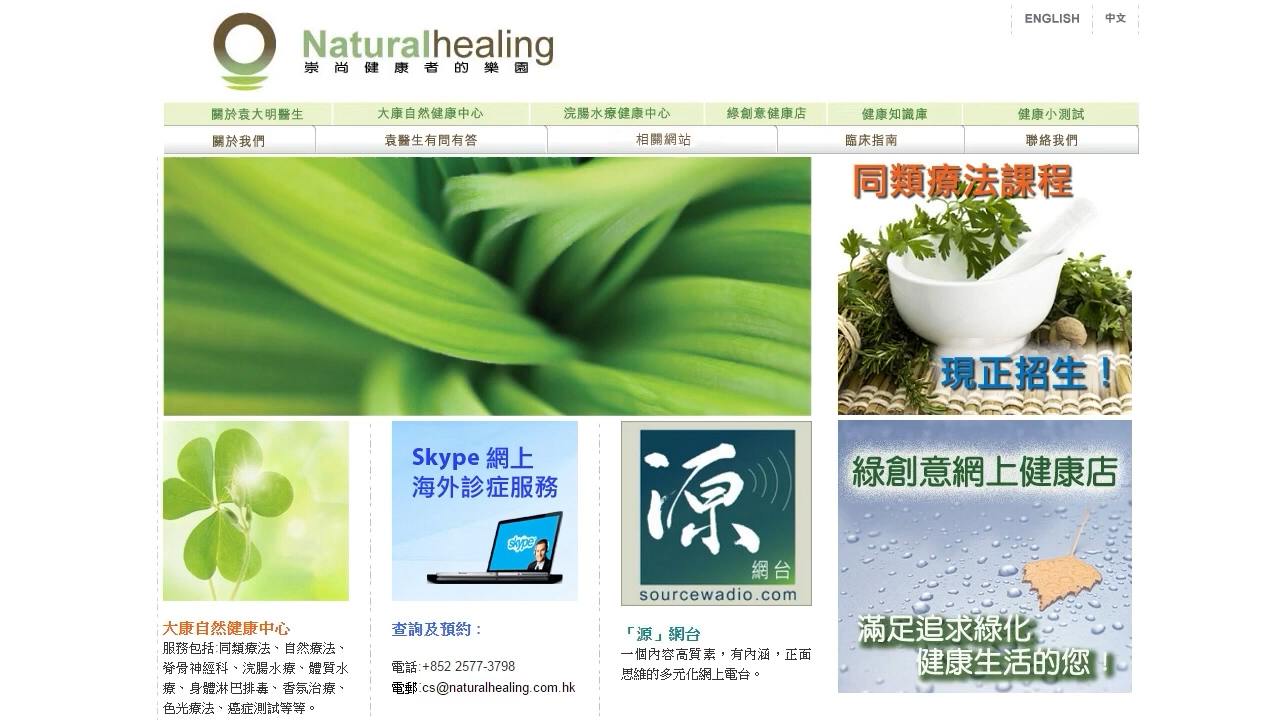 ENGLISH 中文
Naturalhealing
崇尚健康者的樂園
關於袁大明醫生 大康自然健康中心 浣腸水療健康中心 綠創意健康店 健康知識庫 健康小測試
關於我們 袁醫生有問有答 相關網站 臨床指南 聯絡我們
同類療法課程
現正招生！
Skype 網上
海外診症服務
skype
源
網台
sourcewadio.com
綠創意網上健康店
滿足追求綠化
健康生活的您！
大康自然健康中心
服務包括:同類療法、自然療法、
脊骨神經科、浣腸水療、體質水
療、身體淋巴排毒、香氛治療、
色光療法、癌症測試等等。
查詢及預約：
電話:+852 2577-3798
電郵:cs@naturalhealing.com.hk
「源」網台
一個內容高質素，有內涵，正面
思維的多元化網上電台。